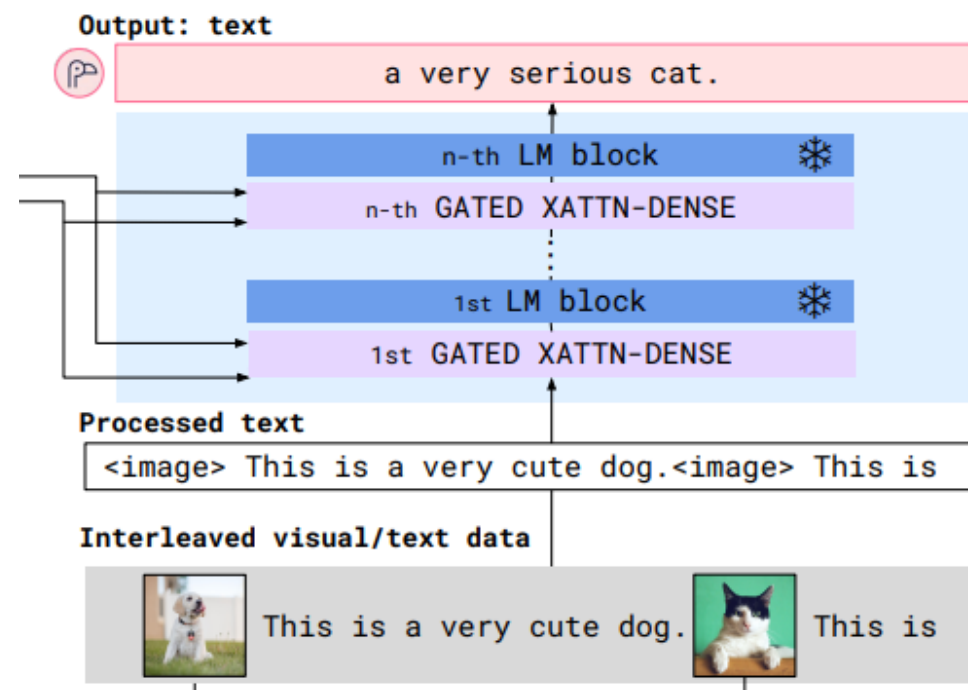 Output: text
a very serious cat.
n-th LM block
n-th GATED XATTN-DENSE
1st LM block
1st GATED XATTN-DENSE
Processed text
<image> This is a very cute dog.<image> This is
Interleaved visual/text data
This is a very cute dog. This is